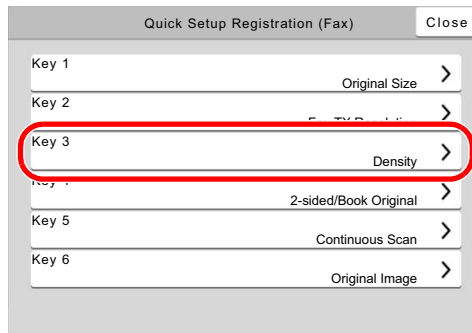 Quick Setup Registration (Fax)
Close
Key 1
Original Size
Key 2
Key 3
Density
2-sided/Book Original
Key 5
Continuous Scan
Key 6
Original Image